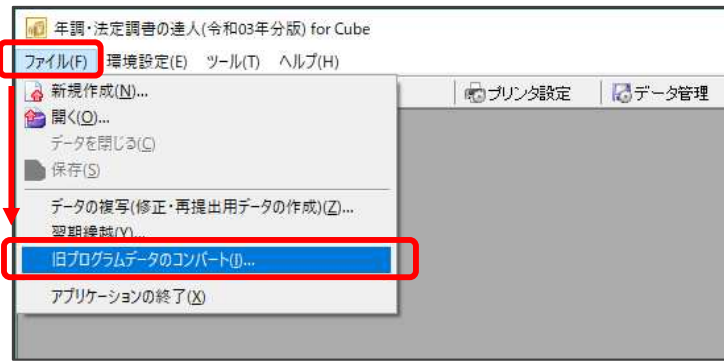 年調・法定調書の達人(令和03年分版) for Cube
ファイル(F) 環境設定(E) ツール(T) ヘルプ(H)
新規作成(N)... プリンタ設定 データ管理
開く(O)...
データを閉じる(C)
保存(S)
データの複写(修正・再提出用データの作成)(Z)...
翌期繰越(Y)...
旧プログラムデータのコンバート(I)...
アプリケーションの終了(X)